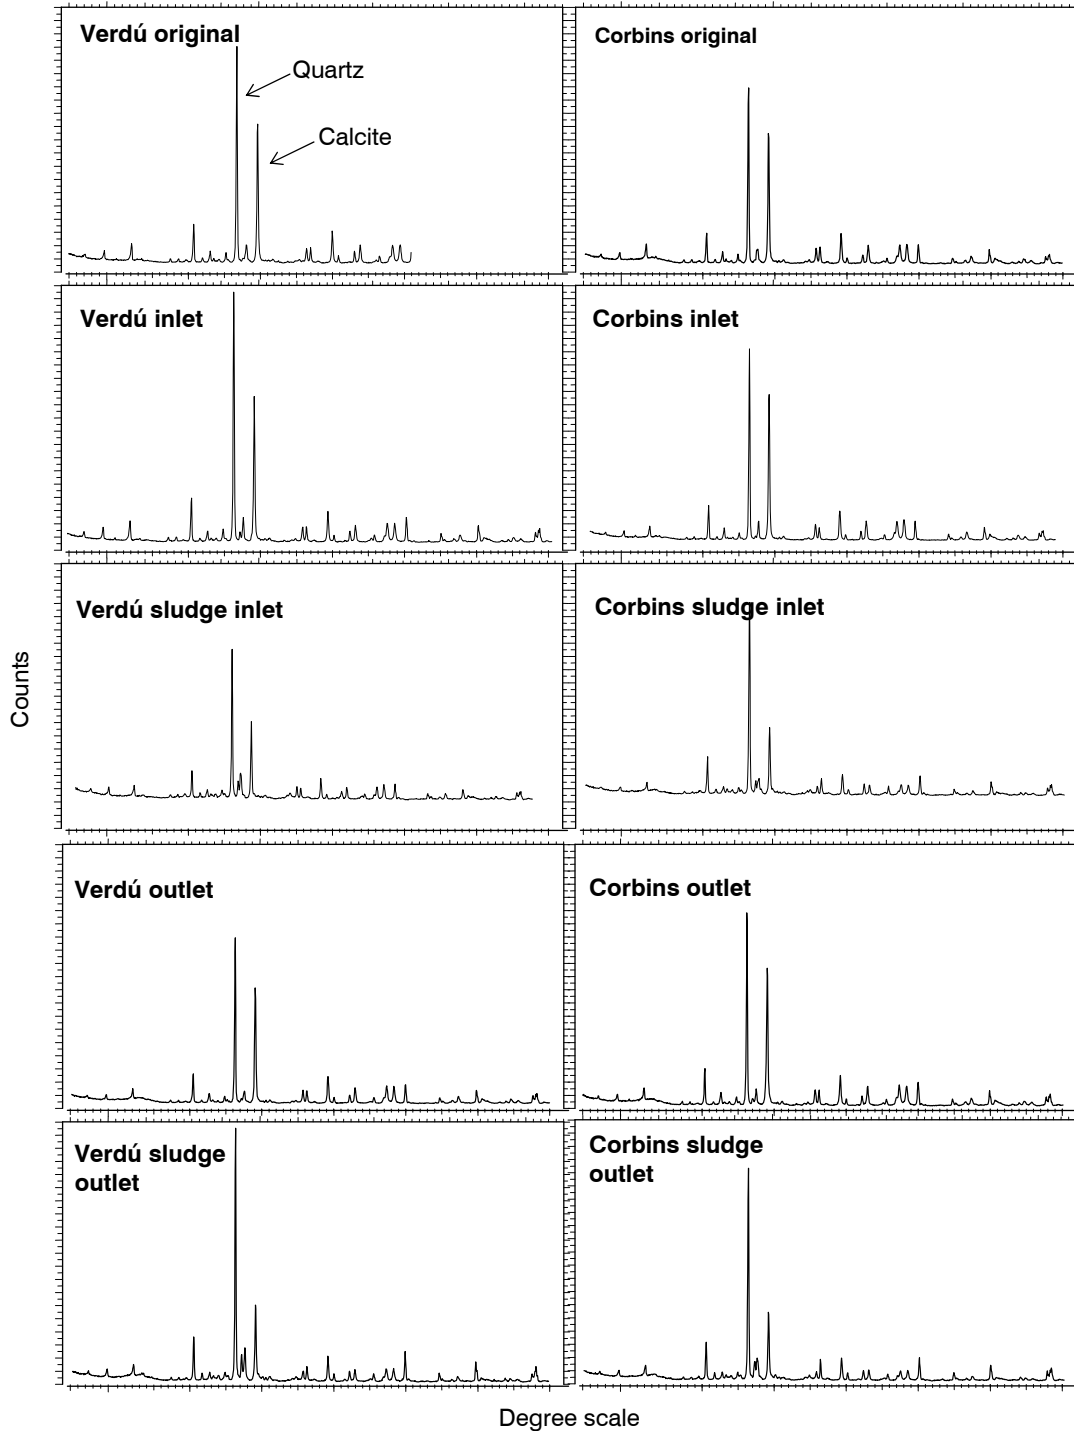 Verdú original
Quartz
Calcite
Corbins original
Verdú inlet
Corbins inlet
Verdú sludge inlet
Corbins sludge inlet
Counts
Verdú outlet
Corbins outlet
Verdú sludge
outlet
Corbins sludge
outlet
Degree scale